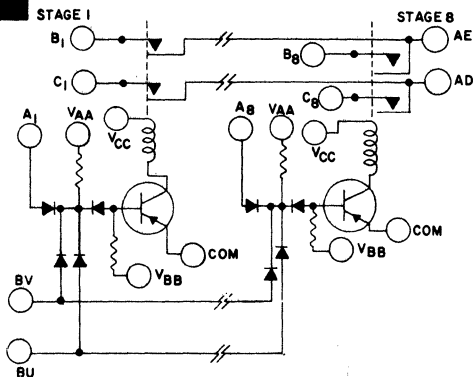 STAGE 1
STAGE 8
B1
AE
B8
C1
AD
C8
A1
VAA
VCC
A8
VAA
VCC
COM
VBB
COM
VBB
BV
BU